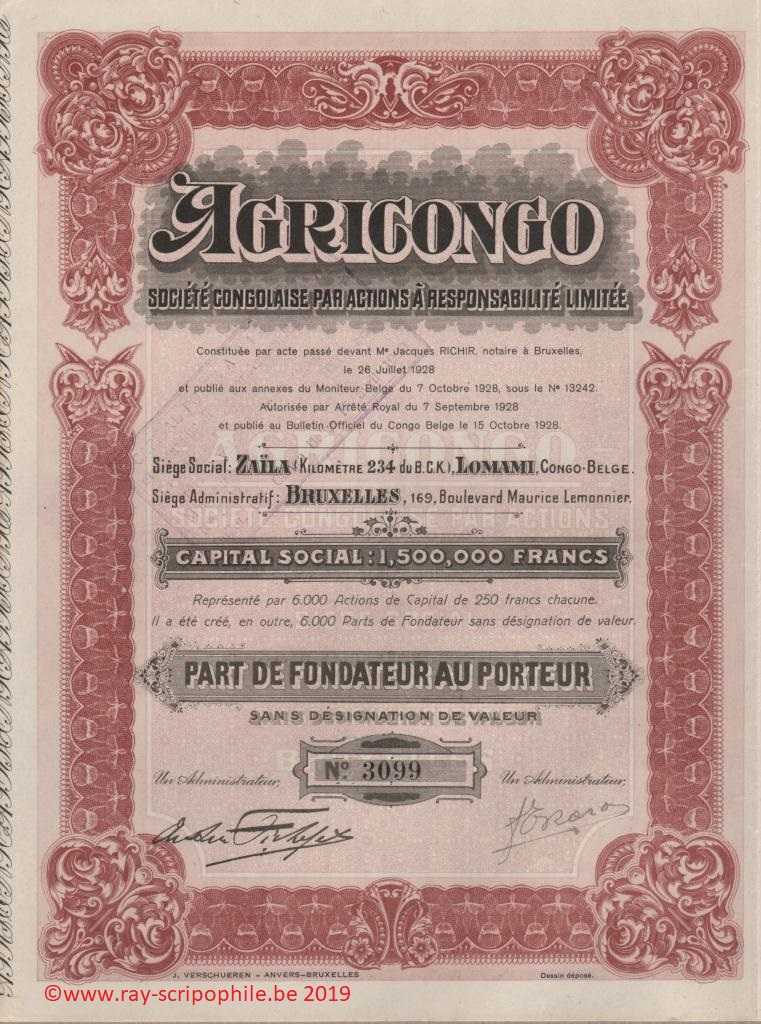 AGRICONGO
SOCIÉTÉ CONGOLAISE PAR ACTIONS À RESPONSABILITÉ LIMITÉE
Constituée par acte passé devant Me Jacques RICHIR, notaire à Bruxelles,
le 26 Juillet 1928
et publié aux annexes du Moniteur Belge du 7 Octobre 1928, sous le No 13242.
Autorisée par Arrêté Royal du 7 Septembre 1928
et publié au Bulletin Officiel du Congo Belge le 15 Octobre 1928.
AGRICONGO
Siège Social: ZAÏLA (KILOMÈTRE 234 du B.C.K.), LOMAMI, CONGO-BELGE.
Siège Administratif: BRUXELLES, 169, Boulevard Maurice Lemonnier.
SOCIÉTÉ CONGOLAISE PAR ACTIONS
CAPITAL SOCIAL: 1,500,000 FRANCS
Représenté par 6.000 Actions de Capital de 250 francs chacune.
Il a été créé, en outre, 6.000 Parts de Fondateur sans désignation de valeur.
PART DE FONDATEUR AU PORTEUR
SANS DÉSIGNATION DE VALEUR
BRUXELLES
No 3099
Un Administrateur,
Un Administrateur,
J. VERSCHUEREN - ANVERS-BRUXELLES
Dessin déposé.
©www.ray-scripophile.be 2019